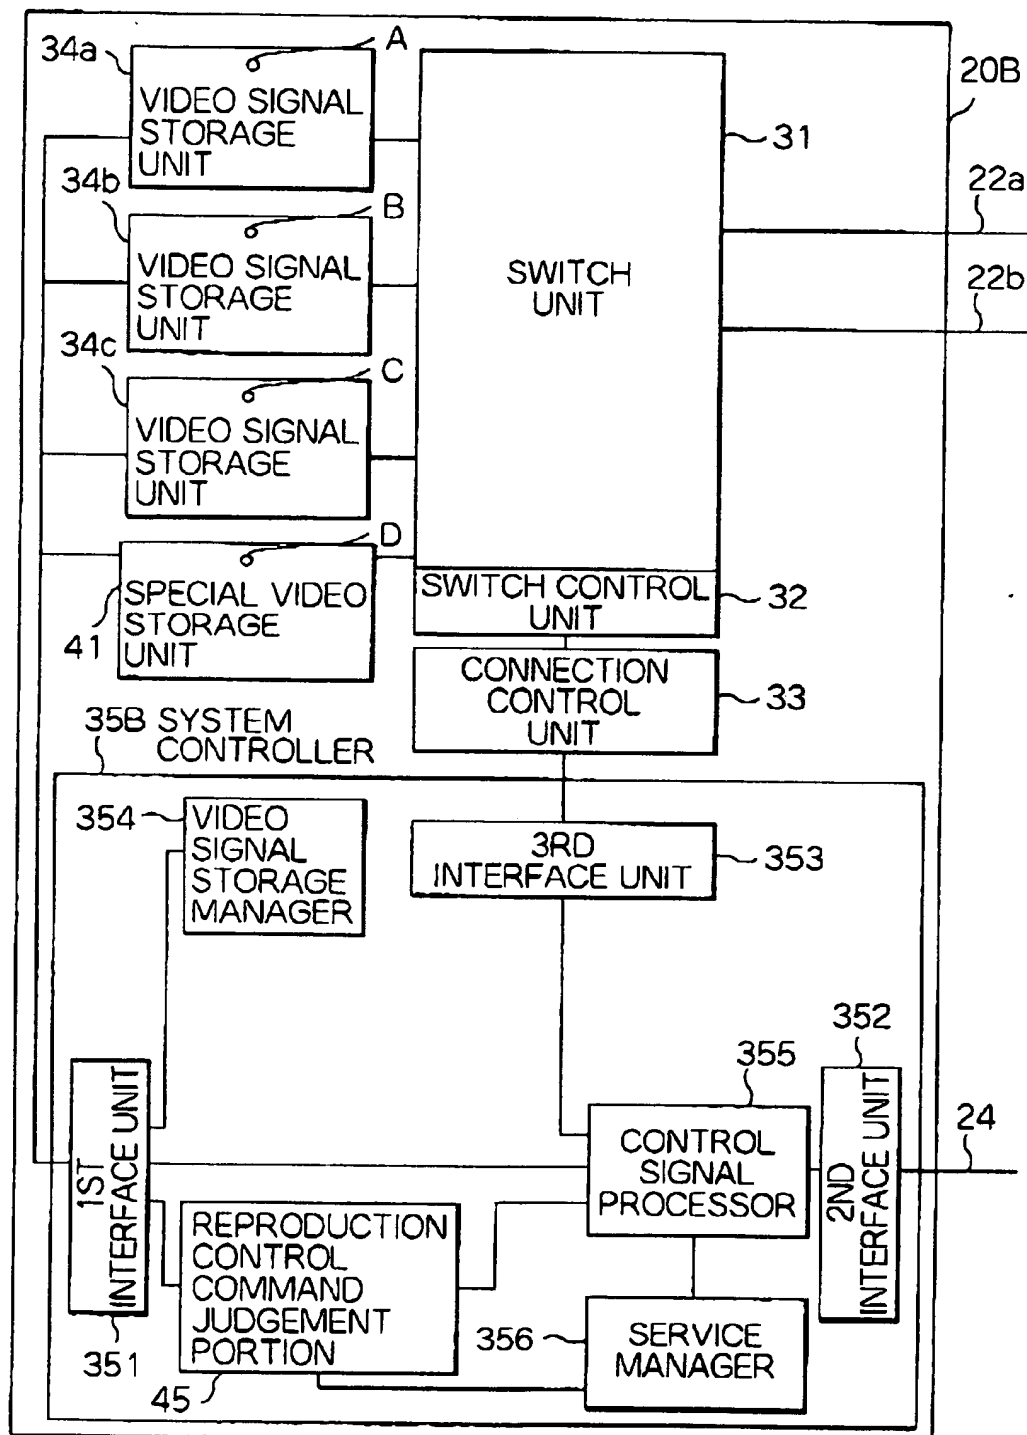 34a
A
VIDEO SIGNAL
STORAGE
UNIT
20B
31
22a
34b
B
VIDEO SIGNAL
STORAGE
UNIT
SWITCH
UNIT
22b
34c
C
VIDEO SIGNAL
STORAGE
UNIT
D
SPECIAL VIDEO
STORAGE
UNIT
41
SWITCH CONTROL
UNIT
32
CONNECTION
CONTROL
UNIT
33
35B SYSTEM
CONTROLLER
354
VIDEO
SIGNAL
STORAGE
MANAGER
3RD
INTERFACE UNIT
353
352
355
1ST
INTERFACE UNIT
351
CONTROL
SIGNAL
PROCESSOR
2ND
INTERFACE UNIT
24
REPRODUCTION
CONTROL
COMMAND
JUDGEMENT
PORTION
45
356
SERVICE
MANAGER